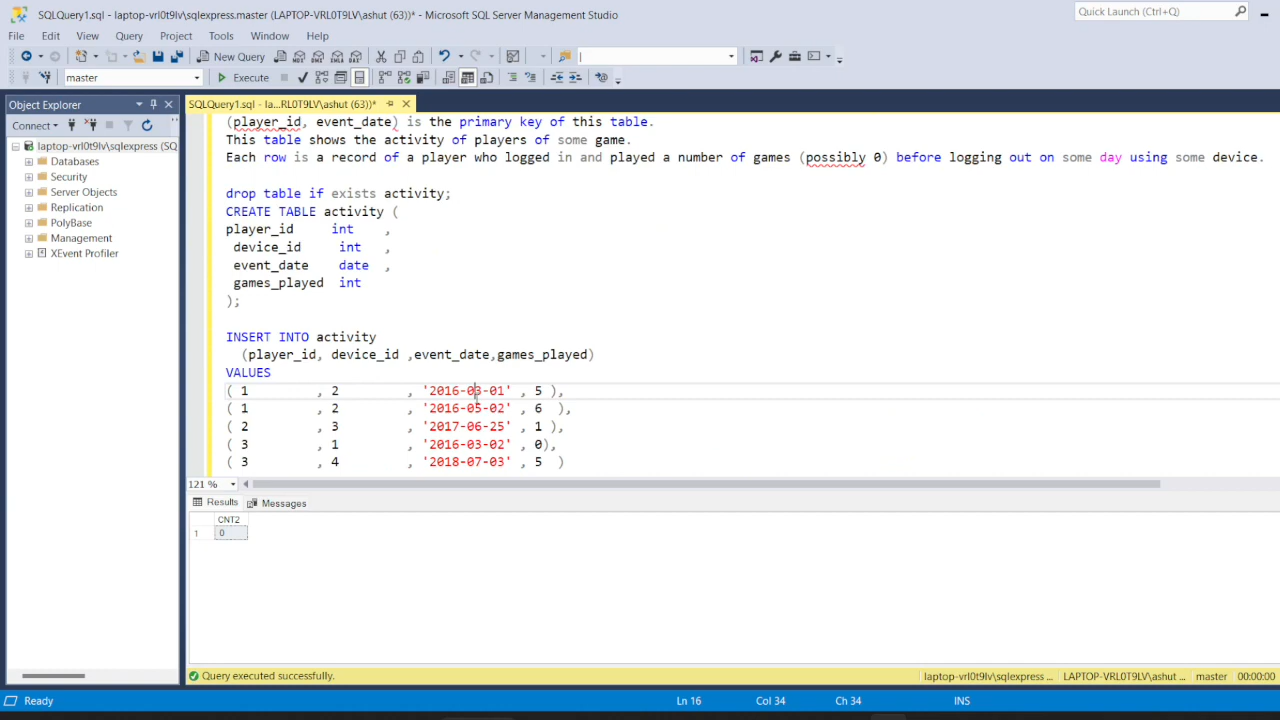 SQLQuery1.sql - laptop-vrl0t9lv\sqlexpress.master (LAPTOP-VRL0T9LV\ashut (63))* - Microsoft SQL Server Management Studio
Quick Launch (Ctrl+Q)
File Edit View Query Project Tools Window Help
New Query
master
Execute
Object Explorer
SQLQuery1.sql - la...RL0T9LV\ashut (63))*
Connect
laptop-vrl0t9lv\sqlexpress (SQ
Databases
Security
Server Objects
Replication
PolyBase
Management
XEvent Profiler
(player_id, event_date) is the primary key of this table.
This table shows the activity of players of some game.
Each row is a record of a player who logged in and played a number of games (possibly 0) before logging out on some day using some device.
drop table if exists activity;
CREATE TABLE activity (
player_id int ,
device_id int ,
event_date date ,
games_played int
);
INSERT INTO activity
(player_id, device_id ,event_date,games_played)
VALUES
( 1 , 2 , '2016-03-01' , 5 ),
( 1 , 2 , '2016-05-02' , 6 ),
( 2 , 3 , '2017-06-25' , 1 ),
( 3 , 1 , '2016-03-02' , 0),
( 3 , 4 , '2018-07-03' , 5 )
121 %
Results Messages
CNT2
1 0
Query executed successfully.
laptop-vrl0t9lv\sqlexpress ... LAPTOP-VRL0T9LV\ashut ... master 00:00:00
Ready
Ln 16 Col 34 Ch 34 INS